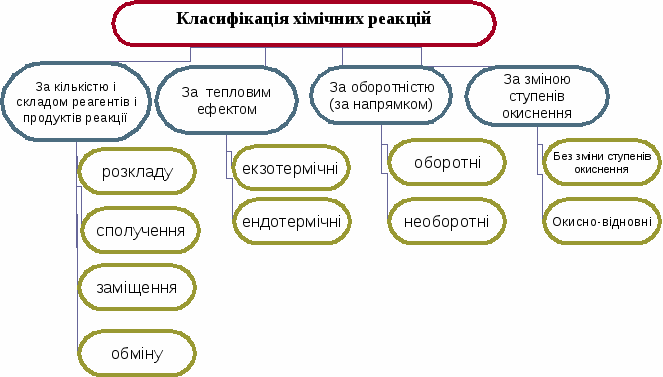 Класифікація хімічних реакцій
За кількістю і
складом реагентів і
продуктів реакції
За тепловим
ефектом
За оборотністю
(за напрямком)
За зміною
ступенів
окиснення
розкладу
сполучення
заміщення
обміну
екзотермічні
ендотермічні
оборотні
необоротні
Без зміни ступенів
окиснення
Окисно-відновні